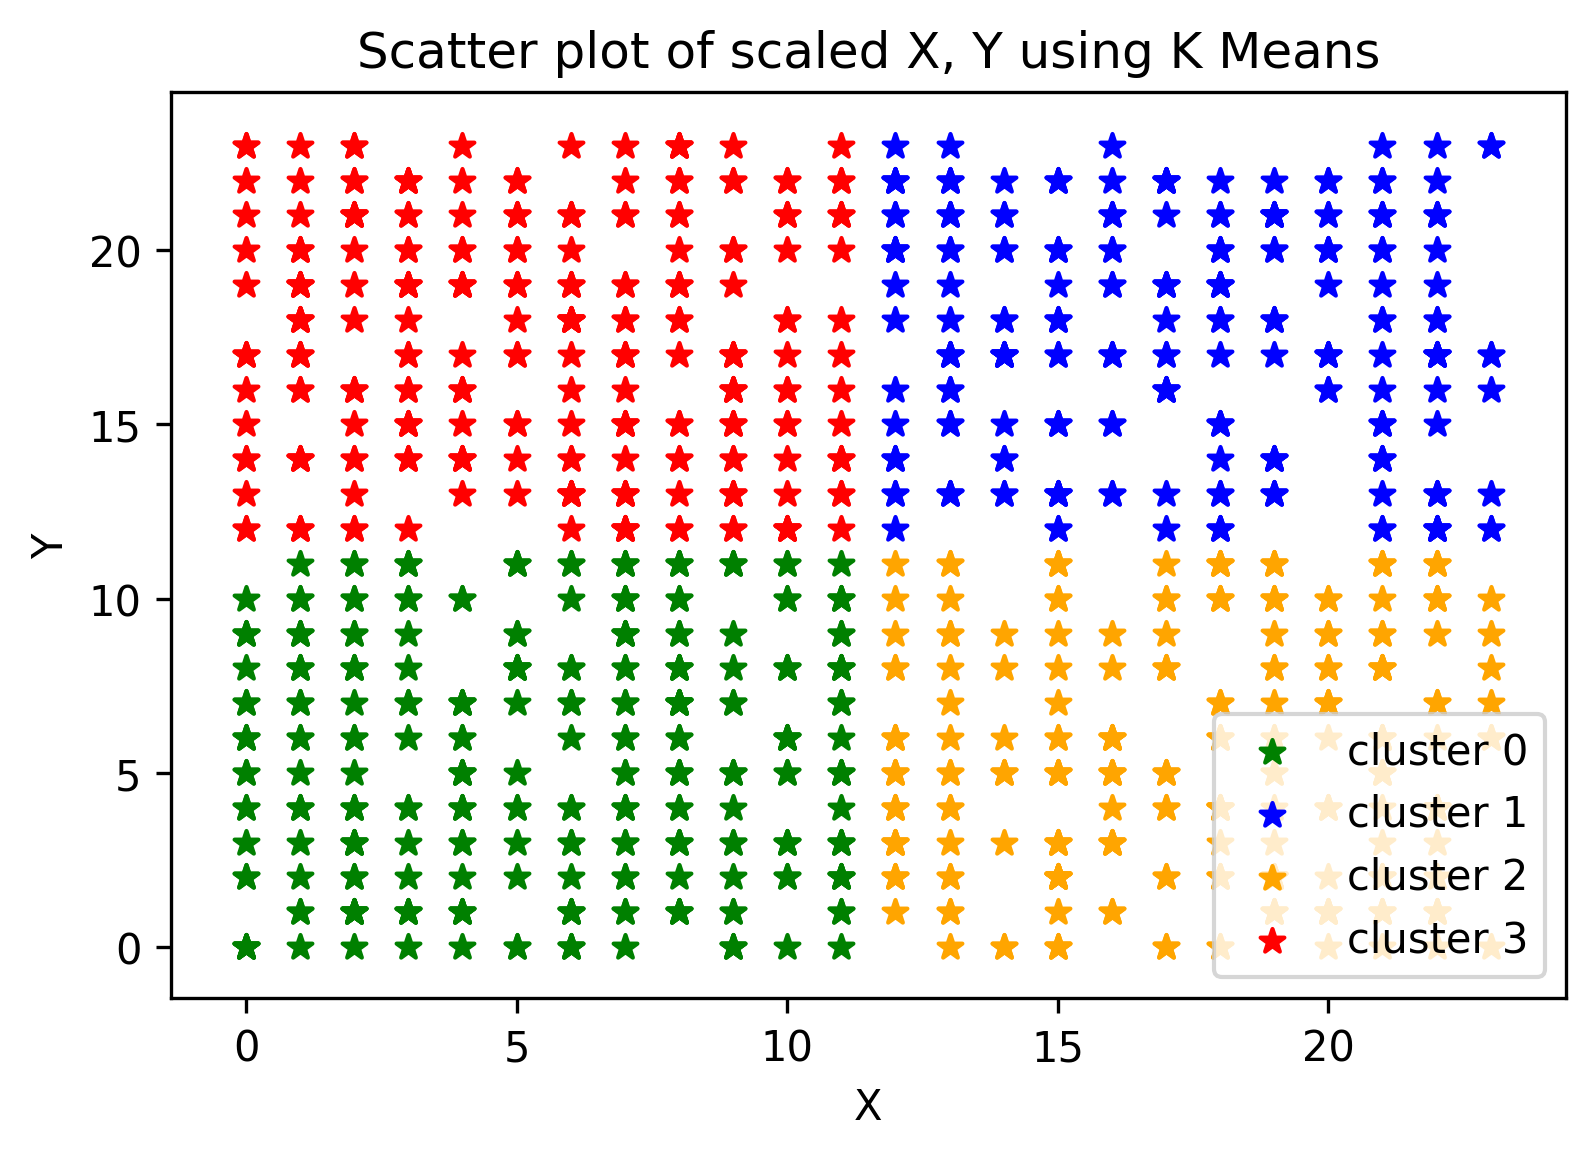 Scatter plot of scaled X, Y using K Means
Y
20
15
10
5
0
cluster 0
cluster 1
cluster 2
cluster 3
0 5 10 15 20
X